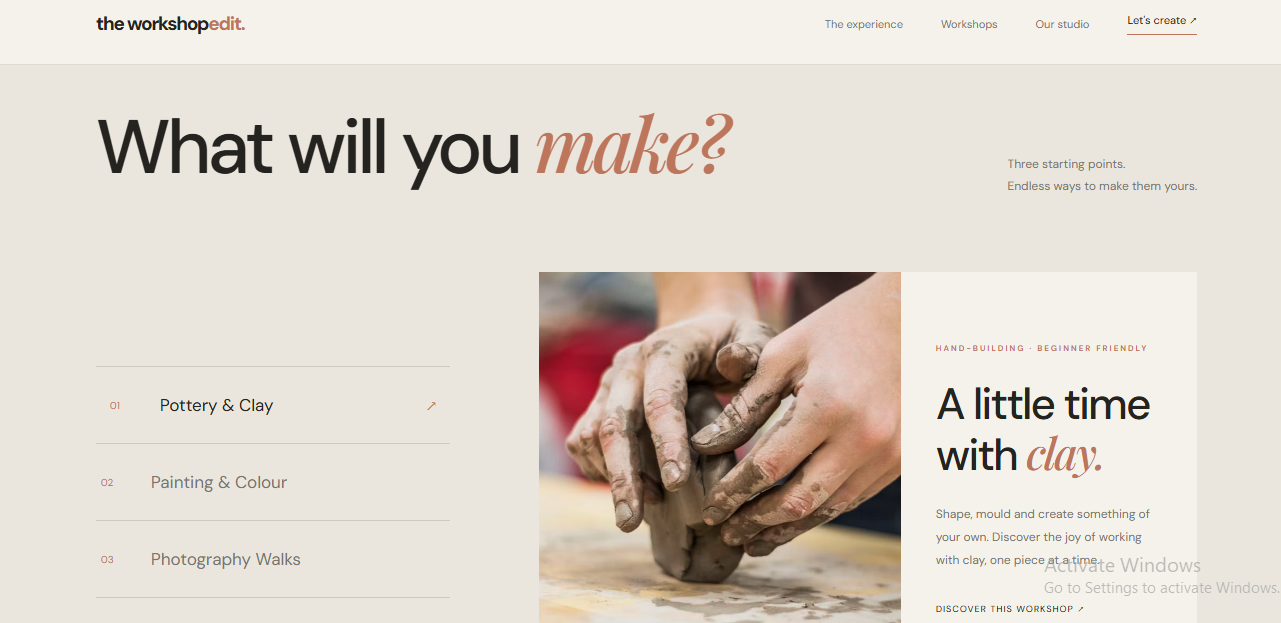 the workshopedit.
The experience
Workshops
Our studio
Let's create ↗
What will you make?
Three starting points.
Endless ways to make them yours.
01 Pottery & Clay ↗
02 Painting & Colour
03 Photography Walks
HAND-BUILDING · BEGINNER FRIENDLY
A little time
with clay.
Shape, mould and create something of
your own. Discover the joy of working
with clay, one piece at a time.
DISCOVER THIS WORKSHOP ↗
Activate Windows
Go to Settings to activate Windows.